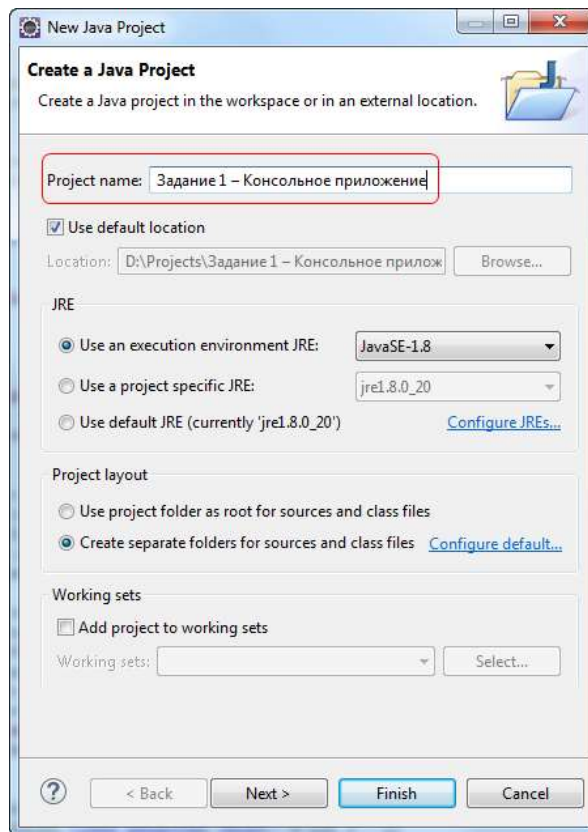 New Java Project
Create a Java Project
Create a Java project in the workspace or in an external location.
Project name: Задание 1 – Консольное приложение
Use default location
Location: D:\Projects\Задание 1 – Консольное прилож Browse...
JRE
Use an execution environment JRE: JavaSE-1.8
Use a project specific JRE: jre1.8.0_20
Use default JRE (currently 'jre1.8.0_20') Configure JREs...
Project layout
Use project folder as root for sources and class files
Create separate folders for sources and class files Configure default...
Working sets
Add project to working sets
Working sets: Select...
? < Back Next > Finish Cancel